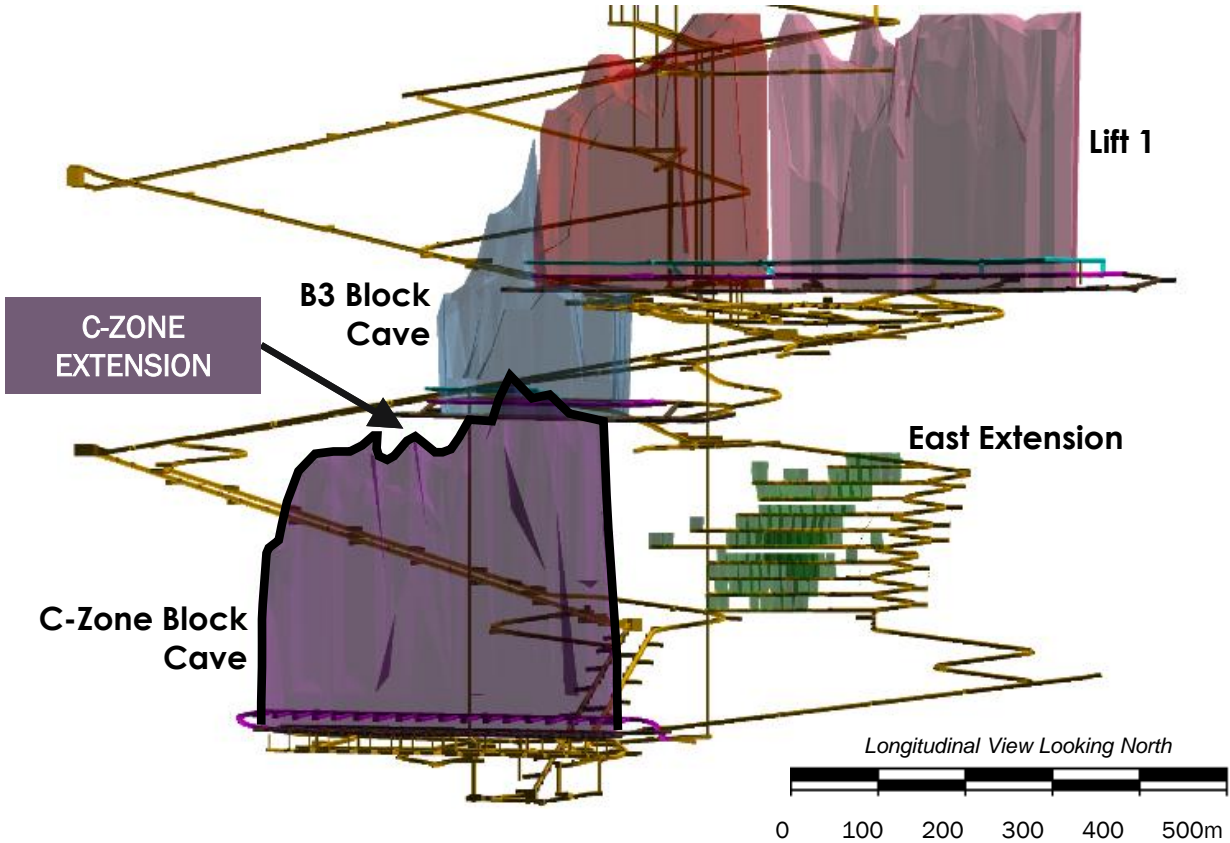 Lift 1
B3 Block
Cave
C-ZONE
EXTENSION
East Extension
C-Zone Block
Cave
Longitudinal View Looking North
0 100 200 300 400 500m